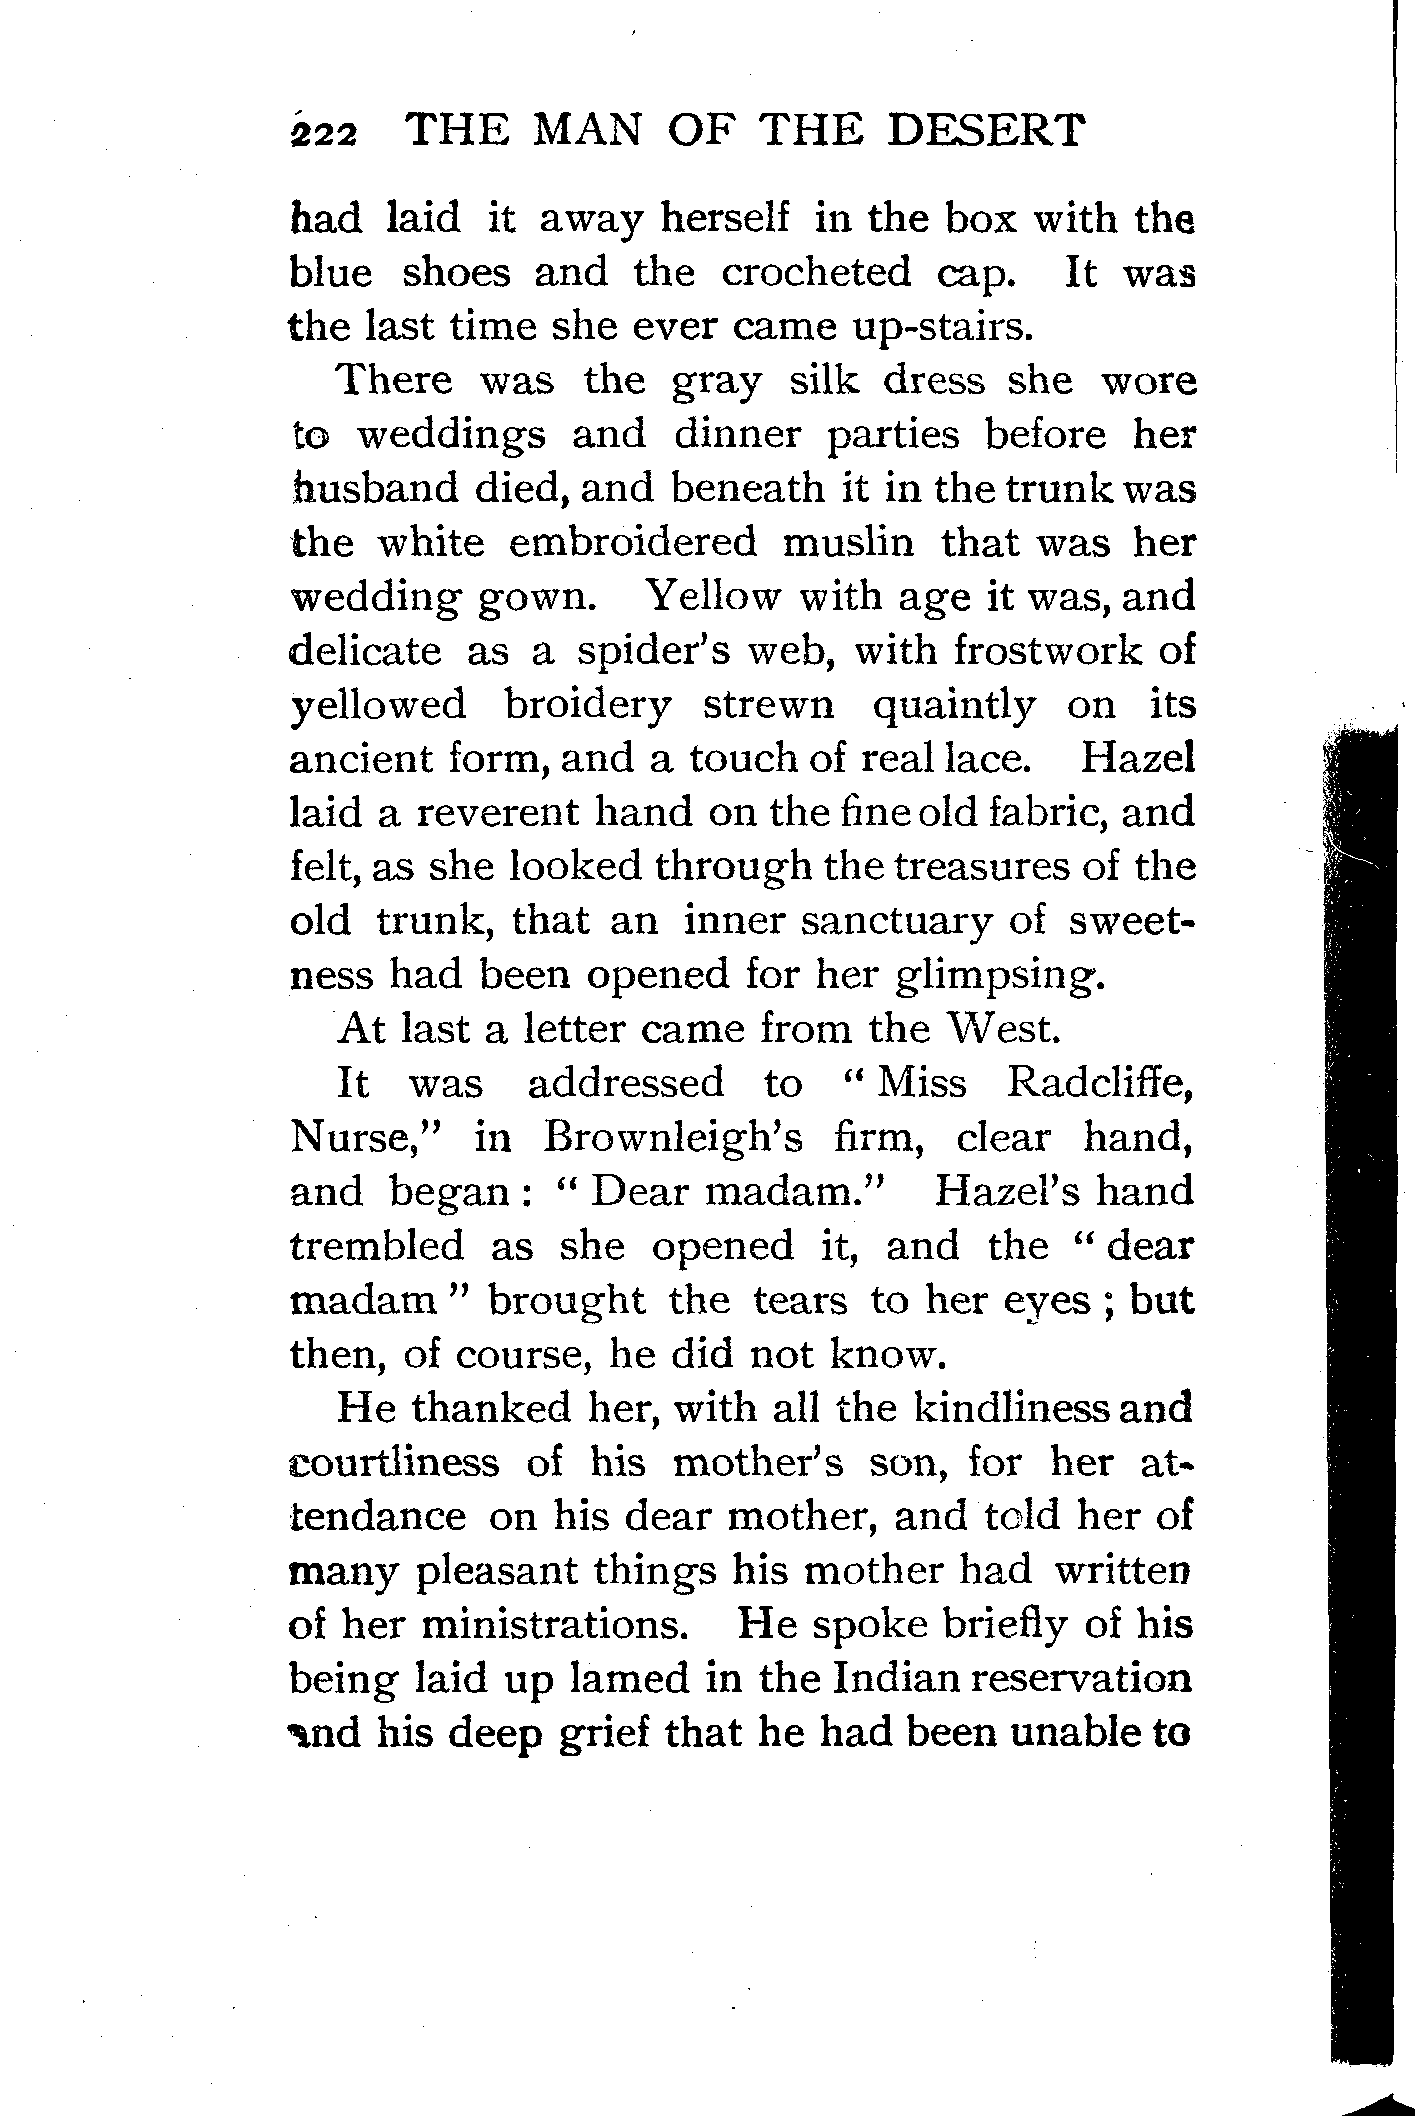 222 THE MAN OF THE DESERT
had laid it away herself in the box with the
blue shoes and the crocheted cap. It was
the last time she ever came up-stairs.
There was the gray silk dress she wore
to weddings and dinner parties before her
husband died, and beneath it in the trunk was
the white embroidered muslin that was her
wedding gown. Yellow with age it was, and
delicate as a spider's web, with frostwork of
yellowed broidery strewn quaintly on its
ancient form, and a touch of real lace. Hazel
laid a reverent hand on the fine old fabric, and
felt, as she looked through the treasures of the
old trunk, that an inner sanctuary of sweet-
ness had been opened for her glimpsing.
At last a letter came from the West.
It was addressed to " Miss Radcliffe,
Nurse," in Brownleigh's firm, clear hand,
and began : " Dear madam." Hazel's hand
trembled as she opened it, and the " dear
madam " brought the tears to her eyes ; but
then, of course, he did not know.
He thanked her, with all the kindliness and
courtliness of his mother's son, for her at-
tendance on his dear mother, and told her of
many pleasant things his mother had written
of her ministrations. He spoke briefly of his
being laid up lamed in the Indian reservation
and his deep grief that he had been unable to